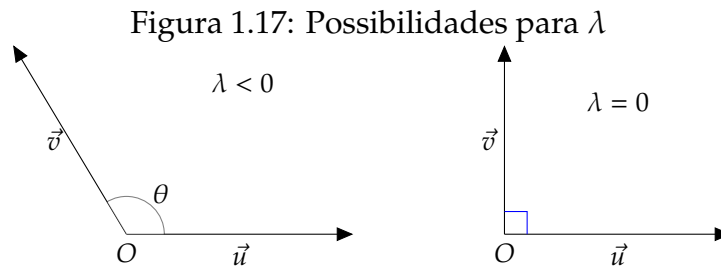 Figura 1.17: Possibilidades para λ
λ < 0
λ = 0
v⃗
v⃗
θ
O
u⃗
O
u⃗